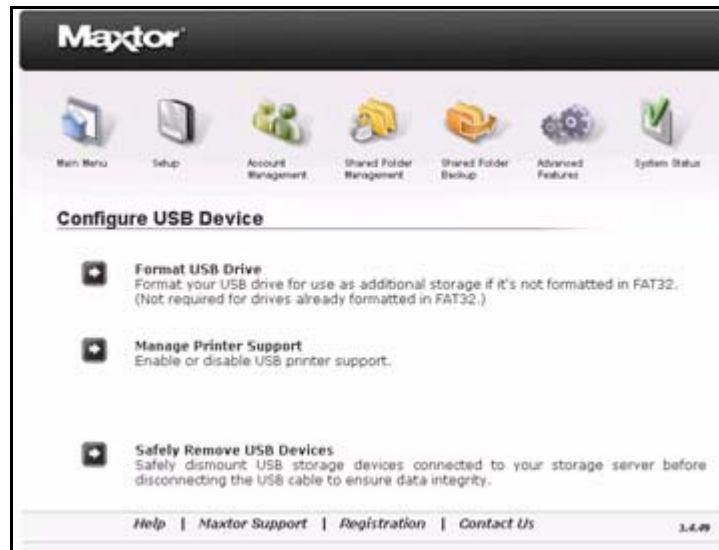 Maxtor
Main Menu
Setup
Account
Management
Shared Folder
Management
Shared Folder
Backup
Advanced
Features
System Status
Configure USB Device
Format USB Drive
Format your USB drive for use as additional storage if it's not formatted in FAT32.
(Not required for drives already formatted in FAT32.)
Manage Printer Support
Enable or disable USB printer support.
Safely Remove USB Devices
Safely dismount USB storage devices connected to your storage server before
disconnecting the USB cable to ensure data integrity.
Help | Maxtor Support | Registration | Contact Us